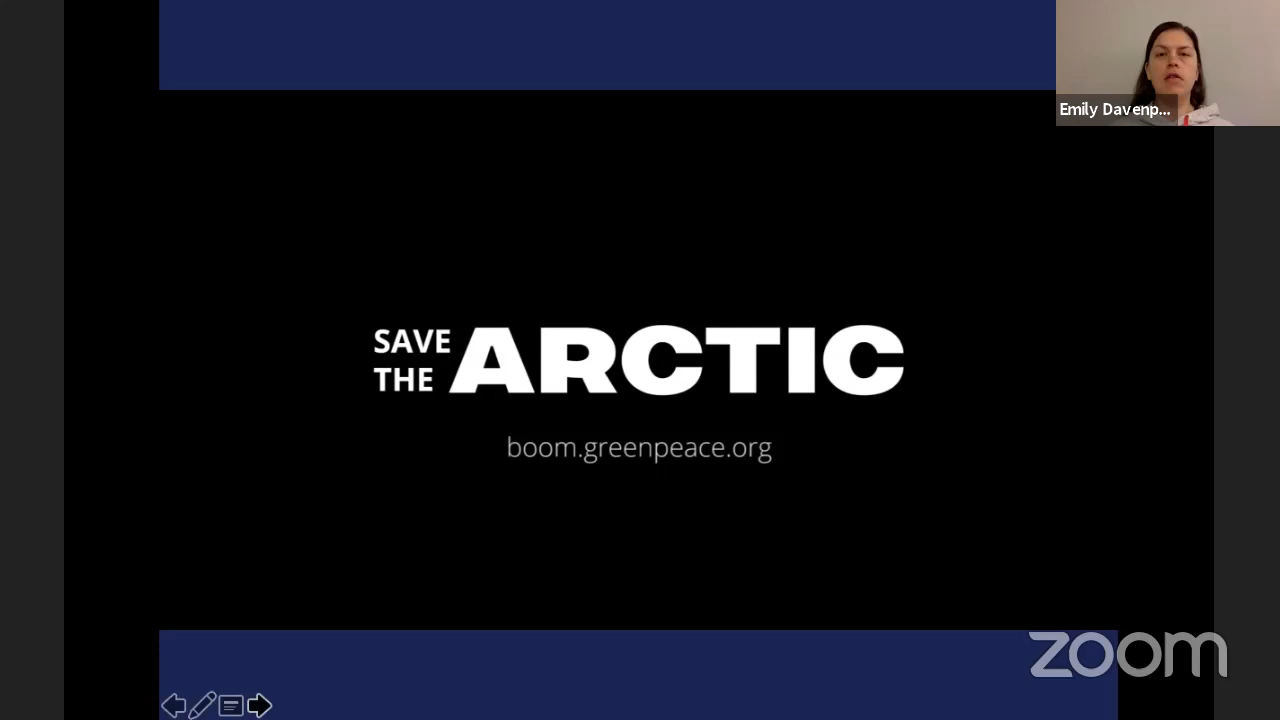 Emily Davenp...
SAVE
THE ARCTIC
boom.greenpeace.org
zoom